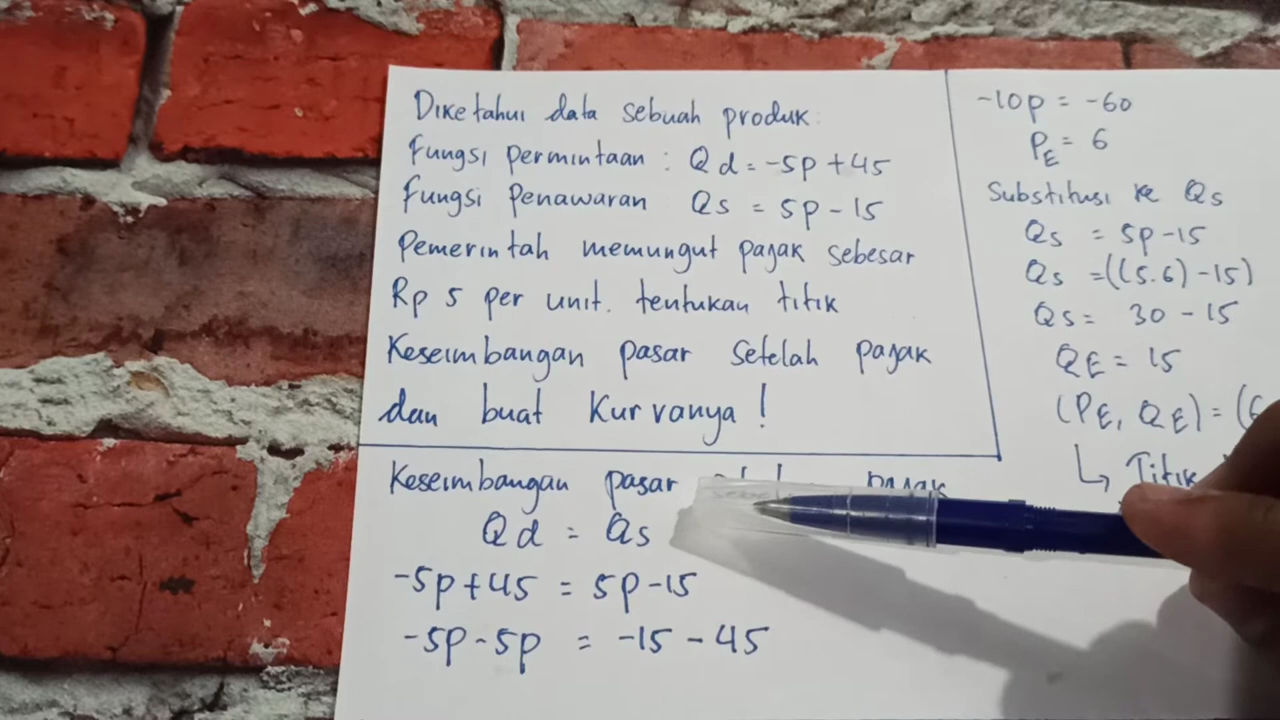 Diketahui data sebuah produk:
Fungsi Permintaan : Qd = -5p + 45
Fungsi Penawaran Qs = 5p - 15
Pemerintah memungut pajak sebesar
Rp 5 per unit. tentukan titik
Keseimbangan pasar setelah pajak
dan buat Kurvanya !
Keseimbangan pasar pajak
Qd = Qs
-5p + 45 = 5p - 15
-5p - 5p = -15 - 45
-10p = -60
PE = 6
Substitusi ke Qs
Qs = 5p - 15
Qs = ((5.6) - 15)
Qs = 30 - 15
QE = 15
(PE, QE) = (6
↳ Titik